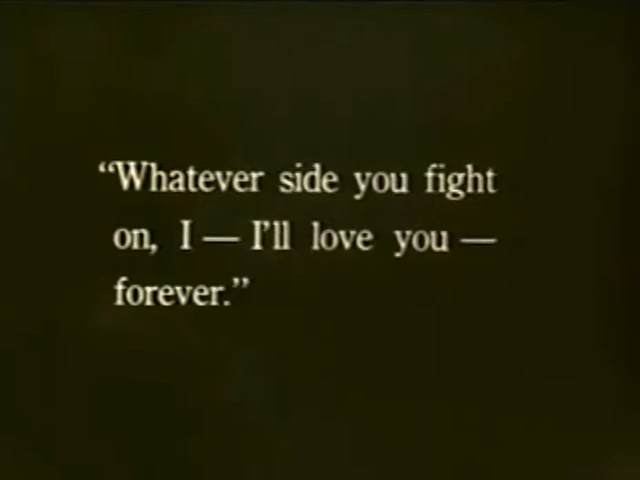 “Whatever side you fight
on, I — I’ll love you —
forever.”